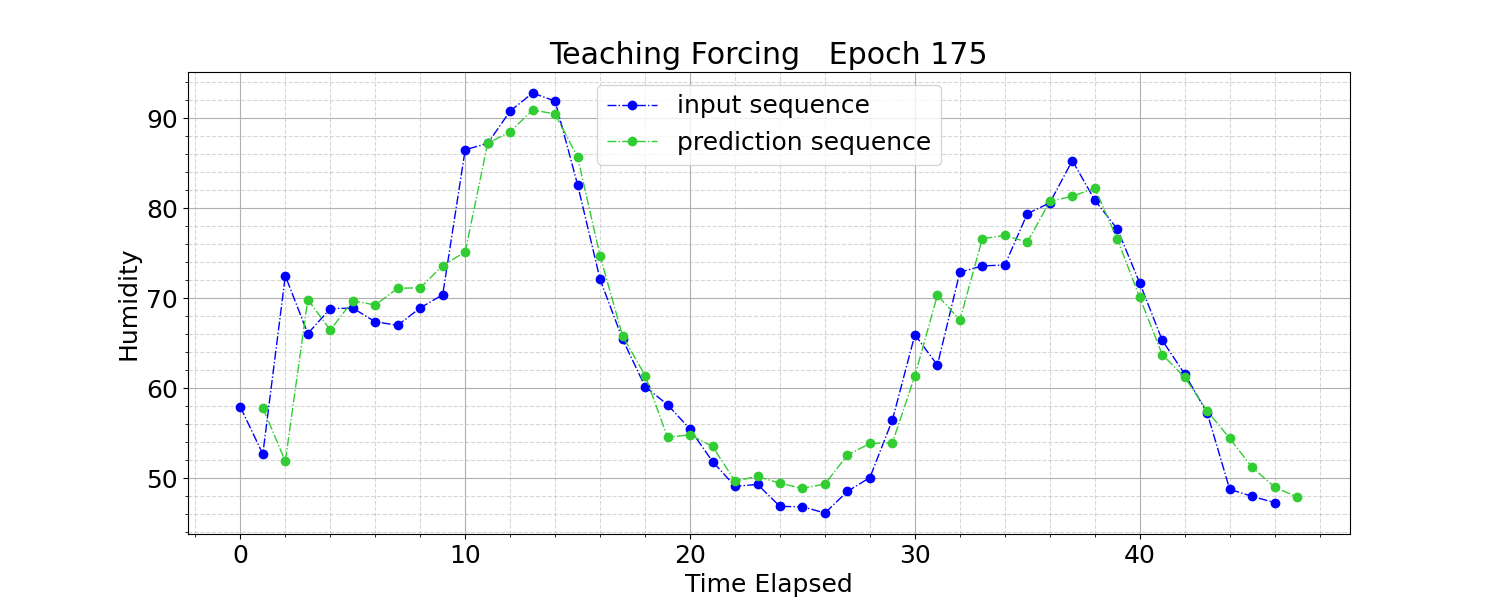 Teaching Forcing   Epoch 175
input sequence
prediction sequence
Humidity
90
80
70
60
50
0 10 20 30 40
Time Elapsed